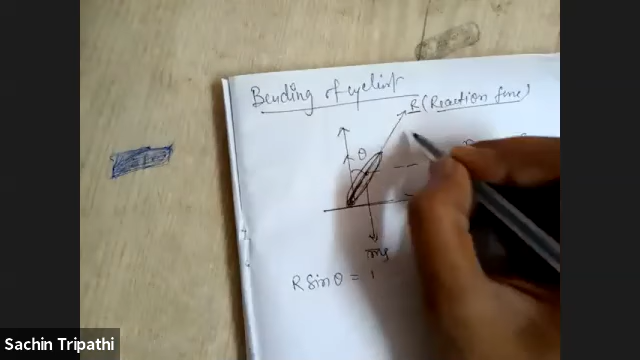 Bending of cyclist
R (Reaction force)
θ
mg
R sin θ =
Sachin Tripathi